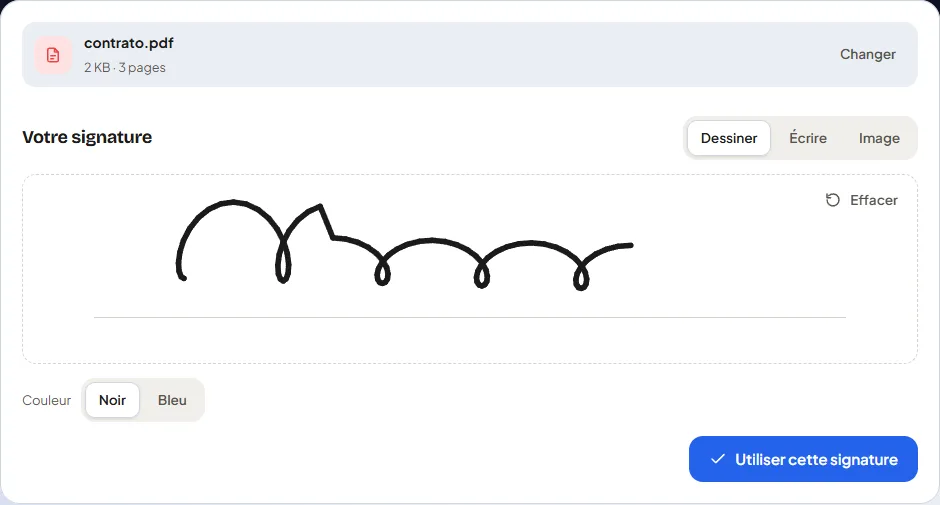 contrato.pdf
2 KB · 3 pages
Changer
Votre signature
Dessiner
Écrire
Image
Effacer
Couleur
Noir
Bleu
Utiliser cette signature